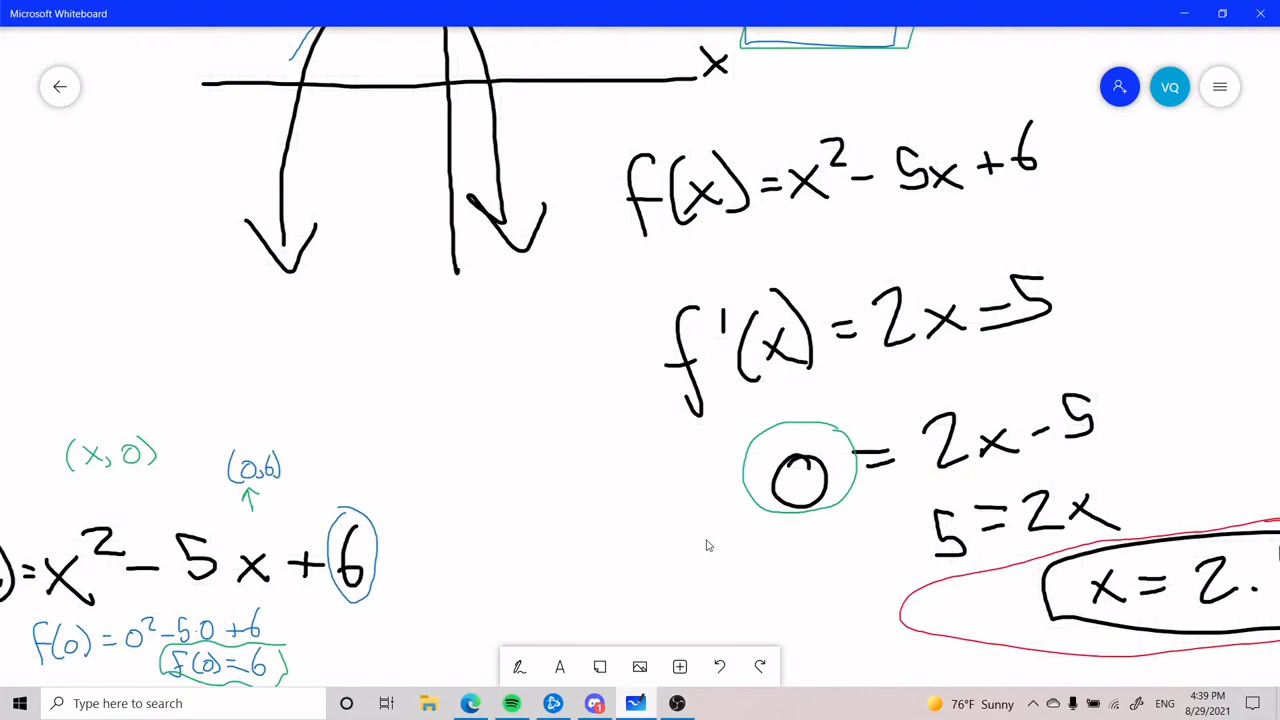 Microsoft Whiteboard
x
VQ
f(x)=x²-5x+6
f'(x)=2x=5
0=2x-5
5=2x
x=2.
(x,0)
(0,6)
)=x²-5x+6
f(0)=0²-5·0+6
f(0)=6
Type here to search
76°F Sunny
ENG
4:39 PM
8/29/2021